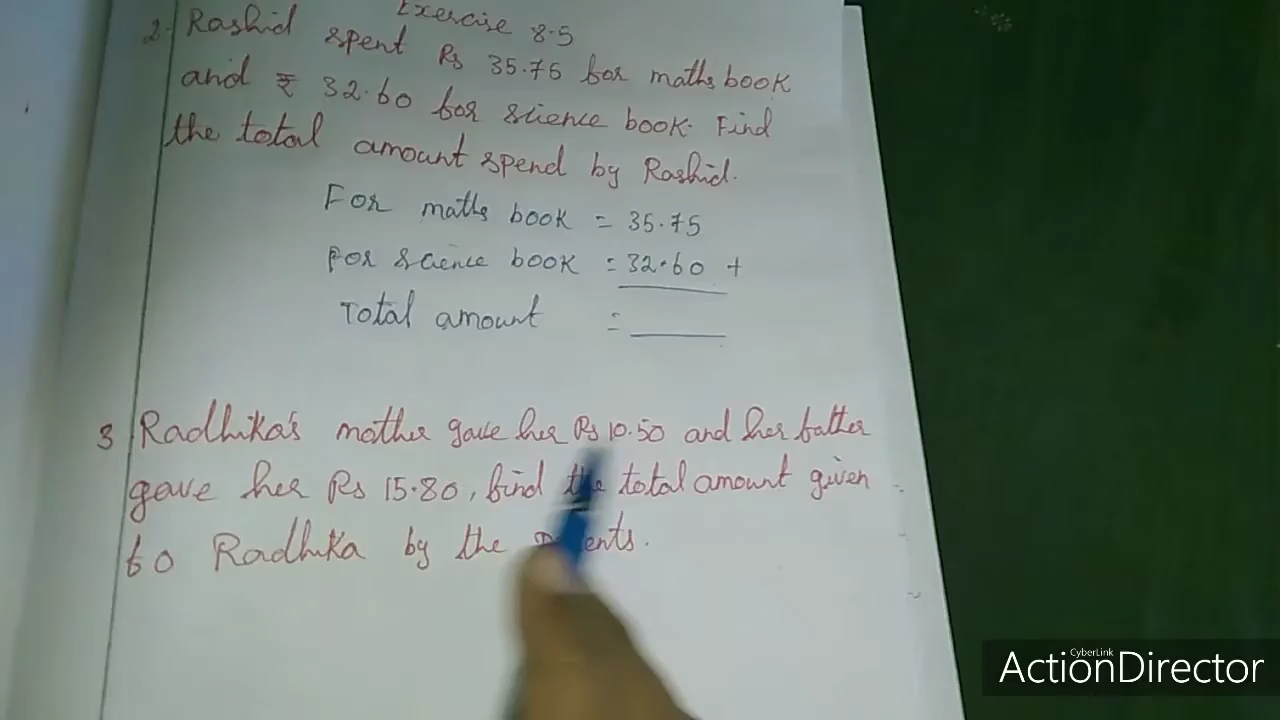 Exercise 8.5
2. Rashid spent Rs 35.75 for maths book
and ₹ 32.60 for science book. Find
the total amount spend by Rashid.
For maths book = 35.75
For science book = 32.60 +
Total amount =
3 Radhika's mother gave her Rs 10.50 and her father
gave her Rs 15.80, find the total amount given
to Radhika by the
CyberLink
ActionDirector